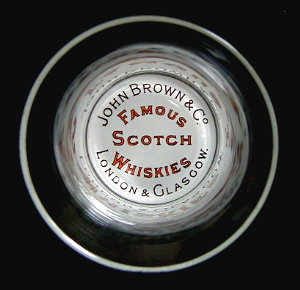 JOHN BROWN & Co.
FAMOUS
SCOTCH
WHISKIES
LONDON & GLASGOW.